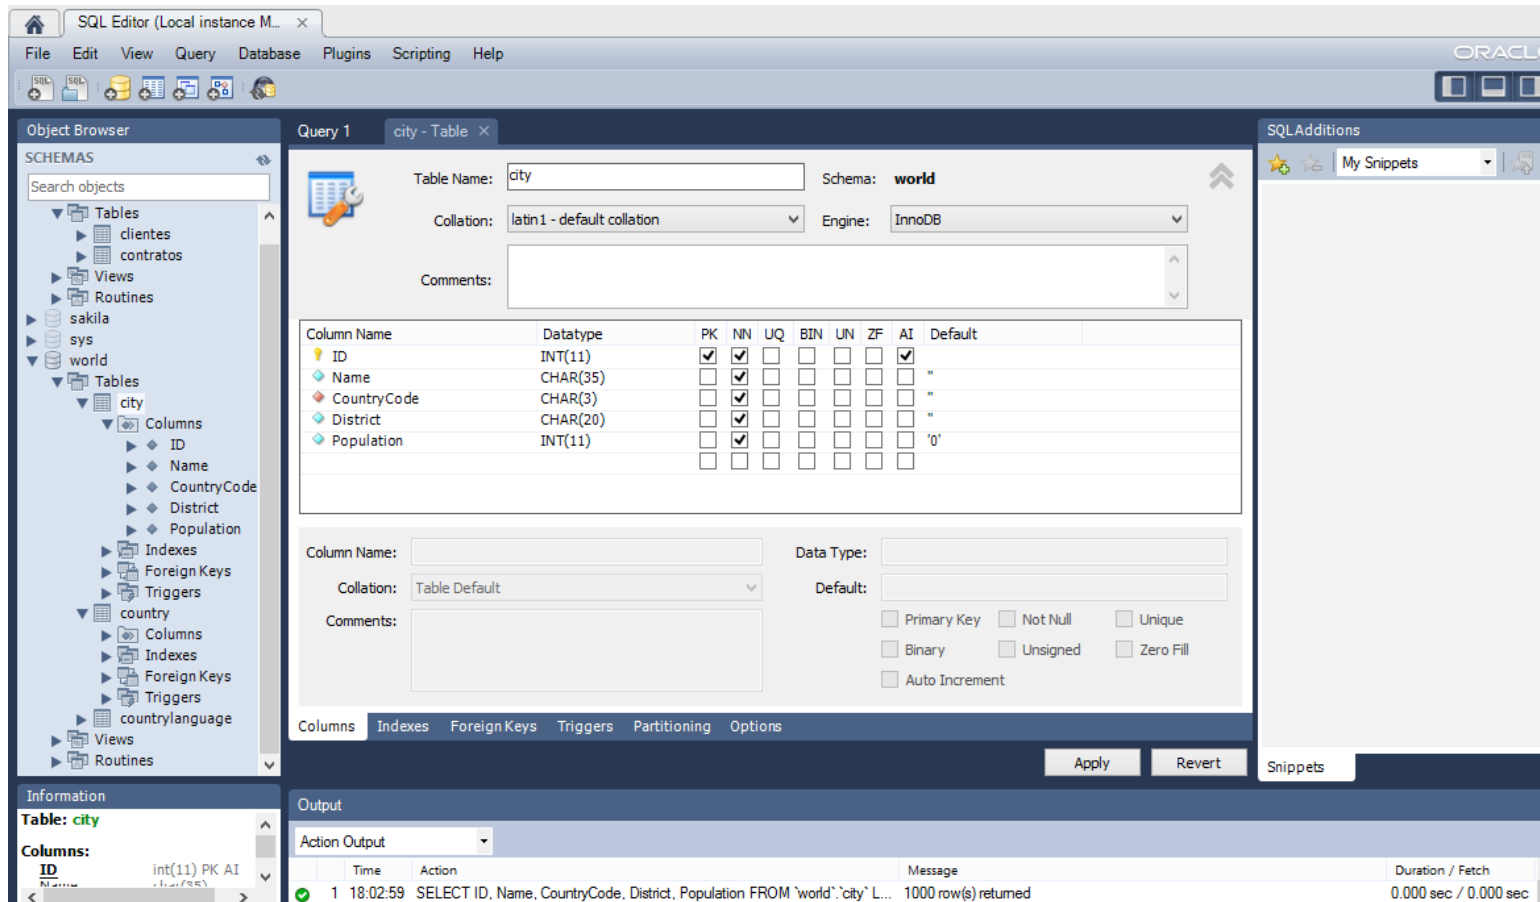 SQL Editor (Local instance M...
File Edit View Query Database Plugins Scripting Help
ORACL
Object Browser
Query 1 city - Table
SQLAdditions
SCHEMAS
My Snippets
Search objects
Tables
clientes
contratos
Views
Routines
sakila
sys
world
Tables
city
Columns
ID
Name
CountryCode
District
Population
Indexes
Foreign Keys
Triggers
country
Columns
Indexes
Foreign Keys
Triggers
countrylanguage
Views
Routines
Table Name: city Schema: world
Collation: latin1 - default collation Engine: InnoDB
Comments:
Column Name Datatype PK NN UQ BIN UN ZF AI Default
ID INT(11)
Name CHAR(35) ''
CountryCode CHAR(3) ''
District CHAR(20) ''
Population INT(11) '0'
Column Name: Data Type:
Collation: Table Default Default:
Comments: Primary Key Not Null Unique
Binary Unsigned Zero Fill
Auto Increment
Columns Indexes Foreign Keys Triggers Partitioning Options
Apply Revert
Snippets
Information
Table: city
Columns:
ID int(11) PK AI
Name char(35)
Output
Action Output
Time Action Message Duration / Fetch
1 18:02:59 SELECT ID, Name, CountryCode, District, Population FROM `world`.`city` L... 1000 row(s) returned 0.000 sec / 0.000 sec